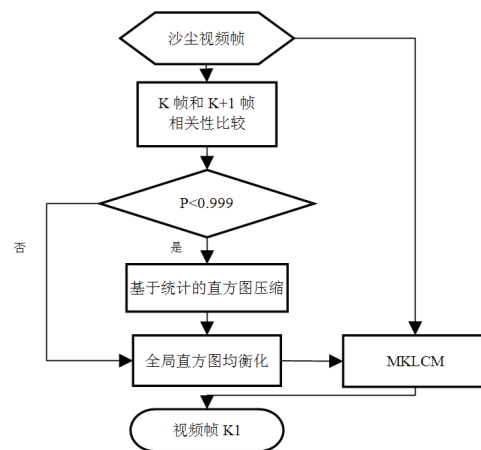 沙尘视频帧
K 帧和 K+1 帧
相关性比较
P<0.999
否
是
基于统计的直方图压缩
全局直方图均衡化
MKLCM
视频帧 K1